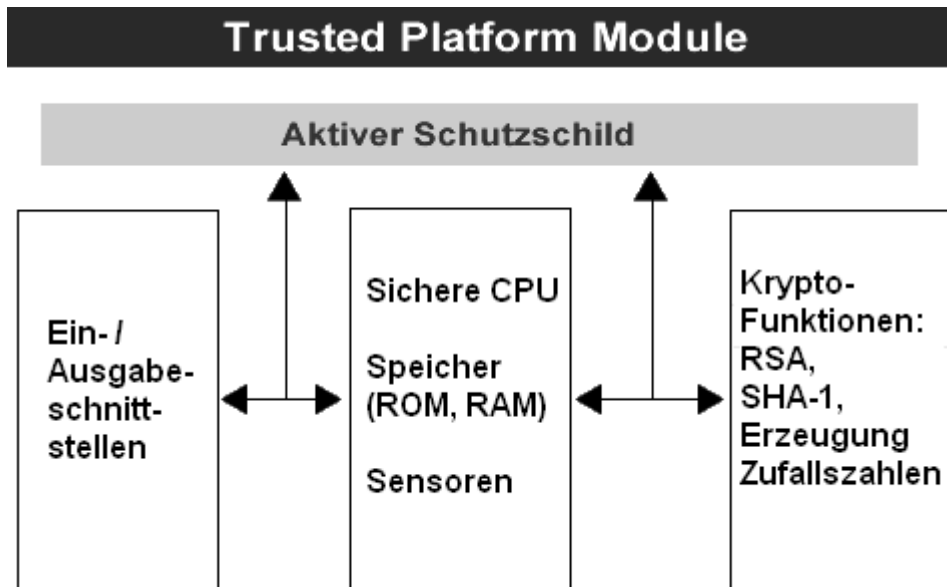 Trusted Platform Module
Aktiver Schutzschild
Ein- /
Ausgabe-
schnitt-
stellen
Sichere CPU
Speicher
(ROM, RAM)
Sensoren
Krypto-
Funktionen:
RSA,
SHA-1,
Erzeugung
Zufallszahlen